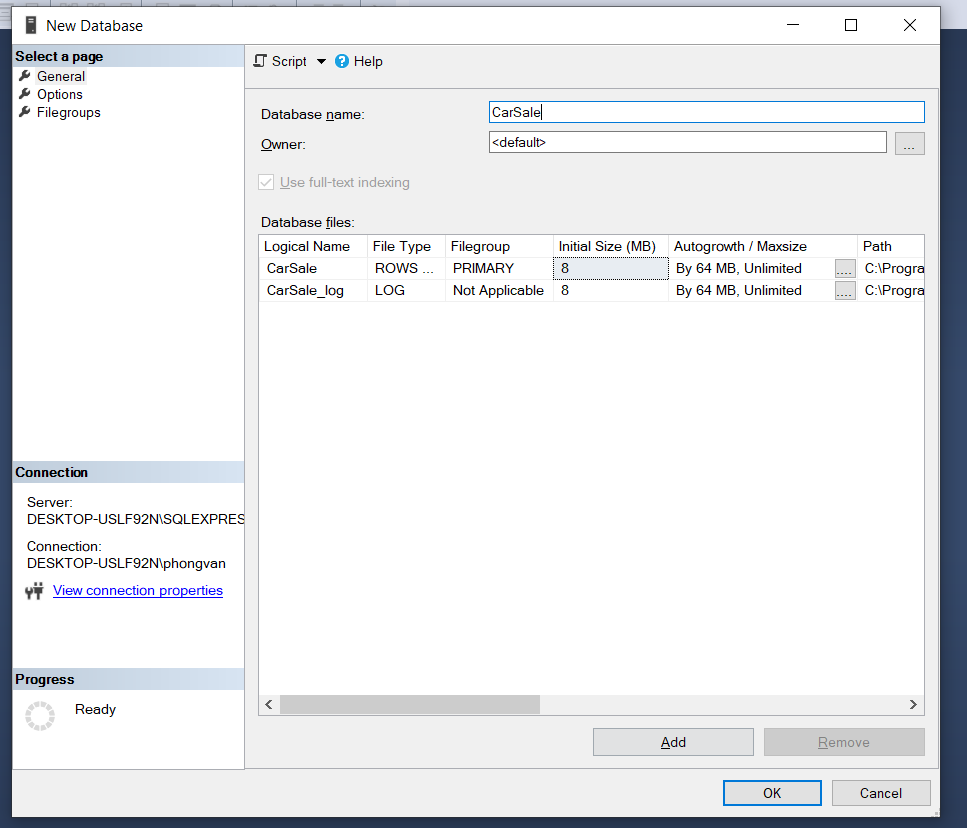 New Database
Select a page
General
Options
Filegroups
Script
Help
Database name:
CarSale
Owner:
<default>
...
Use full-text indexing
Database files:
Logical Name File Type Filegroup Initial Size (MB) Autogrowth / Maxsize Path
CarSale ROWS ... PRIMARY 8 By 64 MB, Unlimited .... C:\Progra
CarSale_log LOG Not Applicable 8 By 64 MB, Unlimited .... C:\Progra
Connection
Server:
DESKTOP-USLF92N\SQLEXPRES
Connection:
DESKTOP-USLF92N\phongvan
View connection properties
Progress
Ready
Add
Remove
OK
Cancel